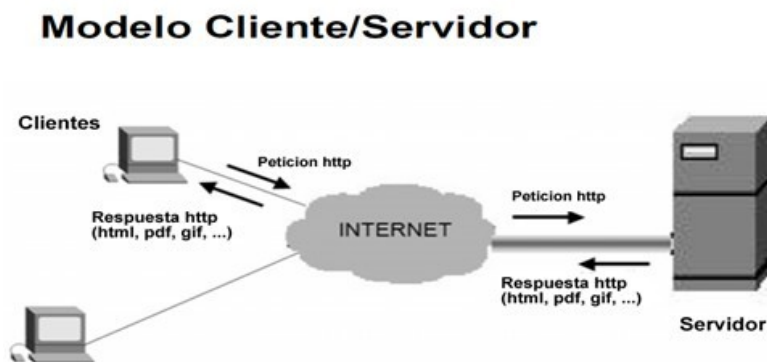 Modelo Cliente/Servidor
Clientes
Peticion http
Respuesta http
(html, pdf, gif, ...)
INTERNET
Peticion http
Respuesta http
(html, pdf, gif, ...)
Servidor